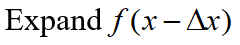 Expand f(x − Δx)